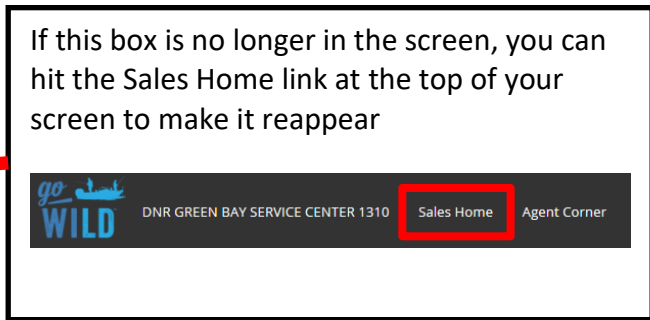 If this box is no longer in the screen, you can
hit the Sales Home link at the top of your
screen to make it reappear
go
WILD DNR GREEN BAY SERVICE CENTER 1310 Sales Home Agent Corner